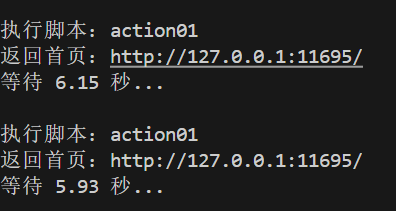 执行脚本: action01
返回首页: http://127.0.0.1:11695/
等待 6.15 秒...
执行脚本: action01
返回首页: http://127.0.0.1:11695/
等待 5.93 秒...